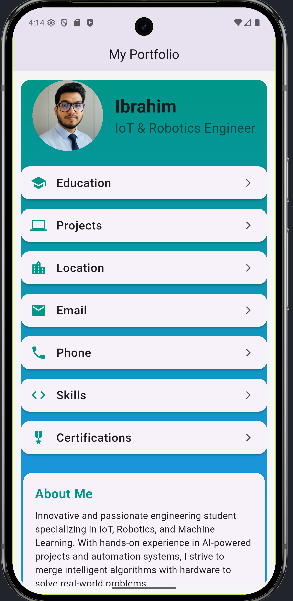 4:14
My Portfolio
Ibrahim
IoT & Robotics Engineer
Education
Projects
Location
Email
Phone
Skills
Certifications
About Me
Innovative and passionate engineering student
specializing in IoT, Robotics, and Machine
Learning. With hands-on experience in AI-powered
projects and automation systems, I strive to
merge intelligent algorithms with hardware to
solve real-world problems.